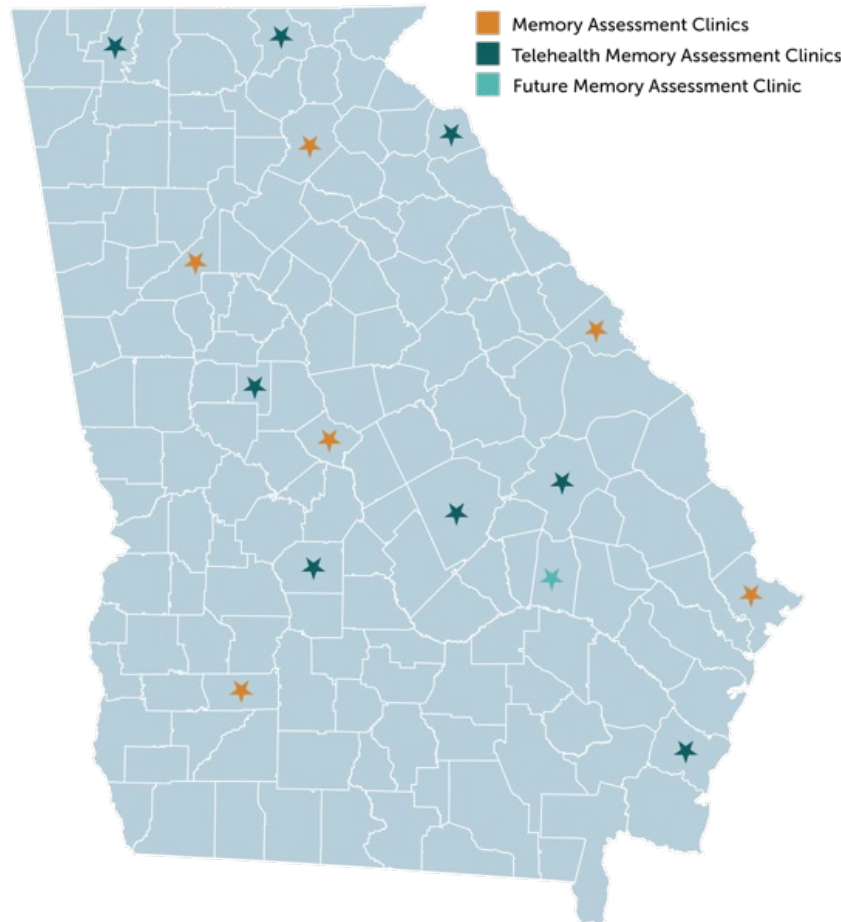 Memory Assessment Clinics
Telehealth Memory Assessment Clinics
Future Memory Assessment Clinic